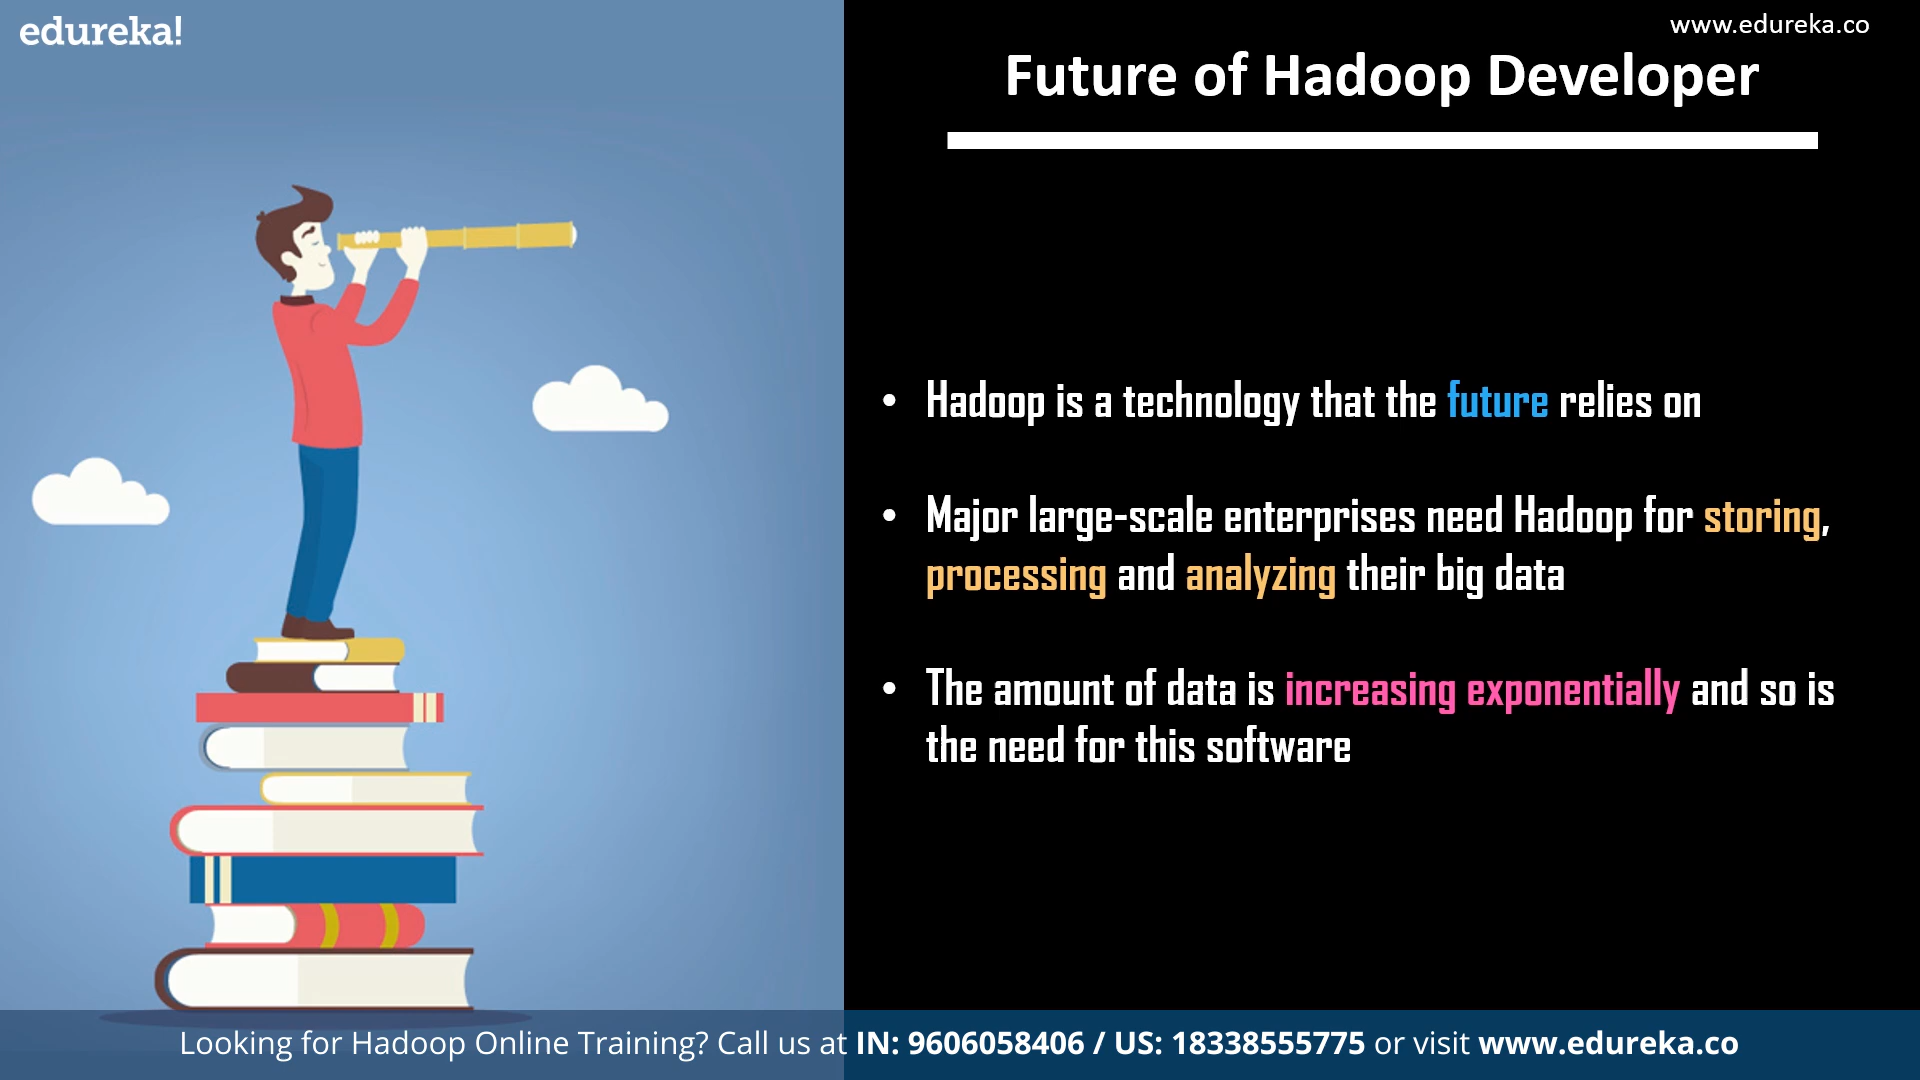 edureka!
www.edureka.co
Future of Hadoop Developer
• Hadoop is a technology that the future relies on
• Major large-scale enterprises need Hadoop for storing,
processing and analyzing their big data
• The amount of data is increasing exponentially and so is
the need for this software
Looking for Hadoop Online Training? Call us at IN: 9606058406 / US: 18338555775 or visit www.edureka.co